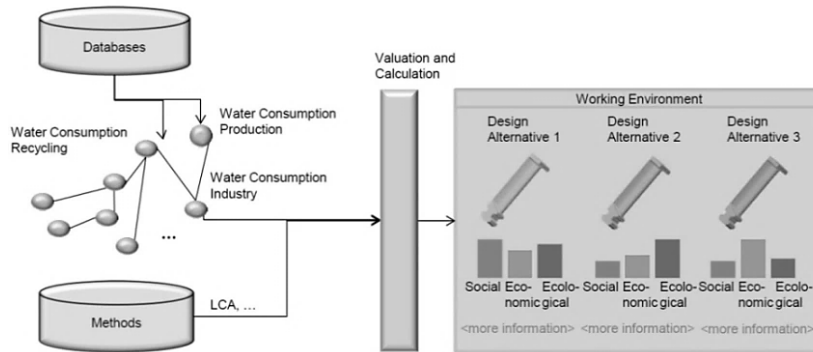 Databases
Valuation and
Calculation
Water Consumption
Production
Water Consumption
Recycling
Water Consumption
Industry
...
Methods
LCA, ...
Working Environment
Design
Alternative 1
Design
Alternative 2
Design
Alternative 3
Social Eco- Ecolo-
nomic gical
Social Eco- Ecolo-
nomic gical
Social Eco- Ecolo-
nomic gical
<more information> <more information> <more information>